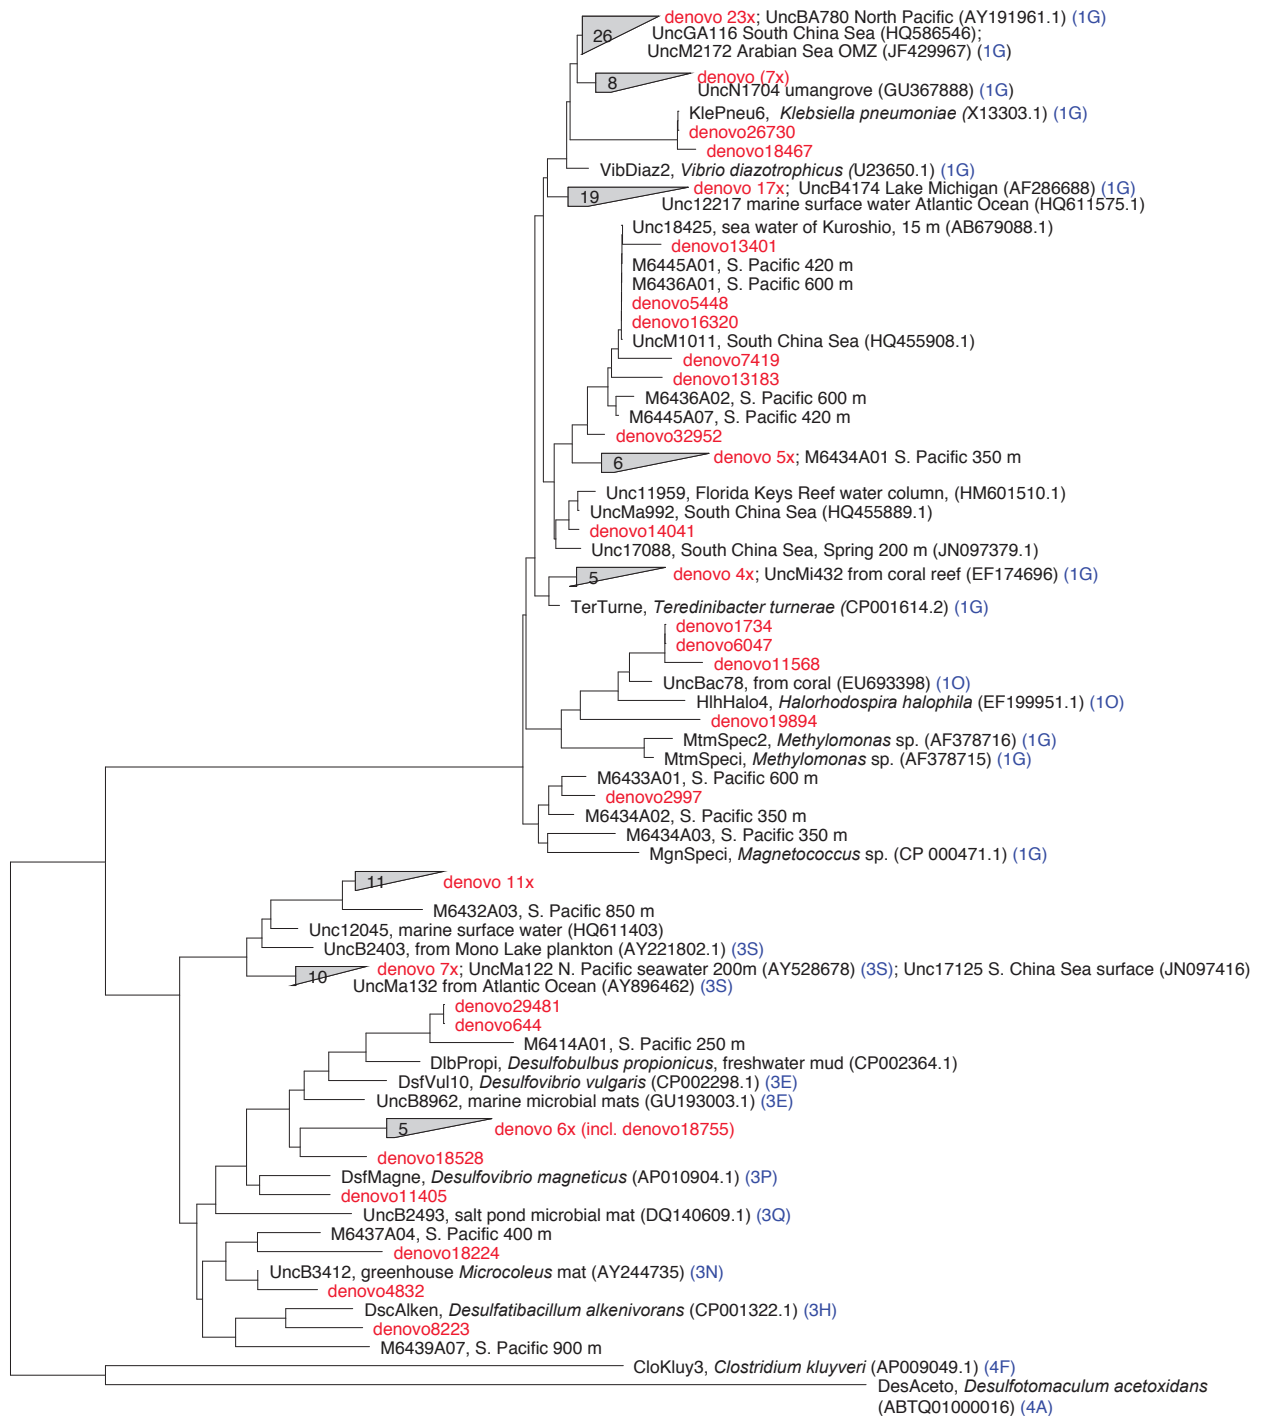 26
denovo 23x; UncBA780 North Pacific (AY191961.1) (1G)
UncGA116 South China Sea (HQ586546);
UncM2172 Arabian Sea OMZ (JF429967) (1G)
8
denovo (7x)
UncN1704 umangrove (GU367888) (1G)
KlePneu6, Klebsiella pneumoniae (X13303.1) (1G)
denovo26730
denovo18467
VibDiaz2, Vibrio diazotrophicus (U23650.1) (1G)
19
denovo 17x; UncB4174 Lake Michigan (AF286688) (1G)
Unc12217 marine surface water Atlantic Ocean (HQ611575.1)
Unc18425, sea water of Kuroshio, 15 m (AB679088.1)
denovo13401
M6445A01, S. Pacific 420 m
M6436A01, S. Pacific 600 m
denovo5448
denovo16320
UncM1011, South China Sea (HQ455908.1)
denovo7419
denovo13183
M6436A02, S. Pacific 600 m
M6445A07, S. Pacific 420 m
denovo32952
6
denovo 5x; M6434A01 S. Pacific 350 m
Unc11959, Florida Keys Reef water column, (HM601510.1)
UncMa992, South China Sea (HQ455889.1)
denovo14041
Unc17088, South China Sea, Spring 200 m (JN097379.1)
5
denovo 4x; UncMi432 from coral reef (EF174696) (1G)
TerTurne, Teredinibacter turnerae (CP001614.2) (1G)
denovo1734
denovo6047
denovo11568
UncBac78, from coral (EU693398) (1O)
HlhHalo4, Halorhodospira halophila (EF199951.1) (1O)
denovo19894
MtmSpec2, Methylomonas sp. (AF378716) (1G)
MtmSpeci, Methylomonas sp. (AF378715) (1G)
M6433A01, S. Pacific 600 m
denovo2997
M6434A02, S. Pacific 350 m
M6434A03, S. Pacific 350 m
MgnSpeci, Magnetococcus sp. (CP 000471.1) (1G)
11
denovo 11x
M6432A03, S. Pacific 850 m
Unc12045, marine surface water (HQ611403)
UncB2403, from Mono Lake plankton (AY221802.1) (3S)
10
denovo 7x; UncMa122 N. Pacific seawater 200m (AY528678) (3S); Unc17125 S. China Sea surface (JN097416)
UncMa132 from Atlantic Ocean (AY896462) (3S)
denovo29481
denovo644
M6414A01, S. Pacific 250 m
DlbPropi, Desulfobulbus propionicus, freshwater mud (CP002364.1)
DsfVul10, Desulfovibrio vulgaris (CP002298.1) (3E)
UncB8962, marine microbial mats (GU193003.1) (3E)
5
denovo 6x (incl. denovo18755)
denovo18528
DsfMagne, Desulfovibrio magneticus (AP010904.1) (3P)
denovo11405
UncB2493, salt pond microbial mat (DQ140609.1) (3Q)
M6437A04, S. Pacific 400 m
denovo18224
UncB3412, greenhouse Microcoleus mat (AY244735) (3N)
denovo4832
DscAlken, Desulfatibacillum alkenivorans (CP001322.1) (3H)
denovo8223
M6439A07, S. Pacific 900 m
CloKluy3, Clostridium kluyveri (AP009049.1) (4F)
DesAceto, Desulfotomaculum acetoxidans
(ABTQ01000016) (4A)